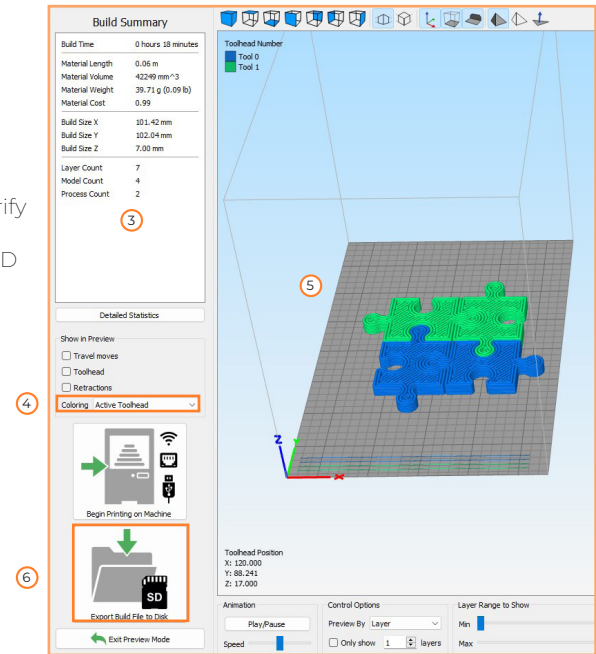 ify
D
Build Summary
Build Time 0 hours 18 minutes
Material Length 0.06 m
Material Volume 42249 mm^3
Material Weight 39.71 g (0.09 lb)
Material Cost 0.99
Build Size X 101.42 mm
Build Size Y 102.04 mm
Build Size Z 7.00 mm
Layer Count 7
Model Count 4
Process Count 2
3
Detailed Statistics
Show in Preview
Travel moves
Toolhead
Retractions
4
Coloring Active Toolhead
Begin Printing on Machine
6
SD
Export Build File to Disk
Exit Preview Mode
Toolhead Number
Tool 0
Tool 1
5
Z
Y
X
Toolhead Position
X: 120.000
Y: 88.241
Z: 17.000
Animation
Play/Pause
Speed
Control Options
Preview By Layer
Only show 1 layers
Layer Range to Show
Min
Max